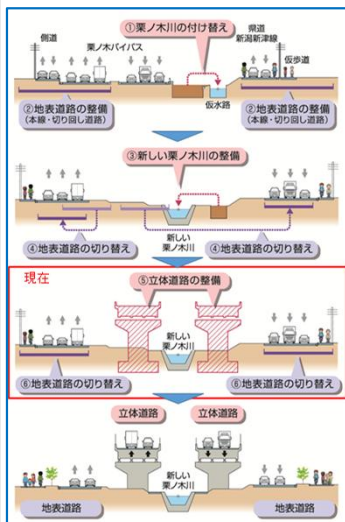 ①栗ノ木川の付け替え
側道
栗ノ木バイパス
県道
新潟新津線
仮歩道
仮水路
②地表道路の整備
(本線・切り回し道路)
②地表道路の整備
(本線・切り回し道路)
③新しい栗ノ木川の整備
新しい
栗ノ木川
④地表道路の切り替え
④地表道路の切り替え
現在
⑤立体道路の整備
新しい
栗ノ木川
⑥地表道路の切り替え
⑥地表道路の切り替え
立体道路
立体道路
新しい
栗ノ木川
地表道路
地表道路